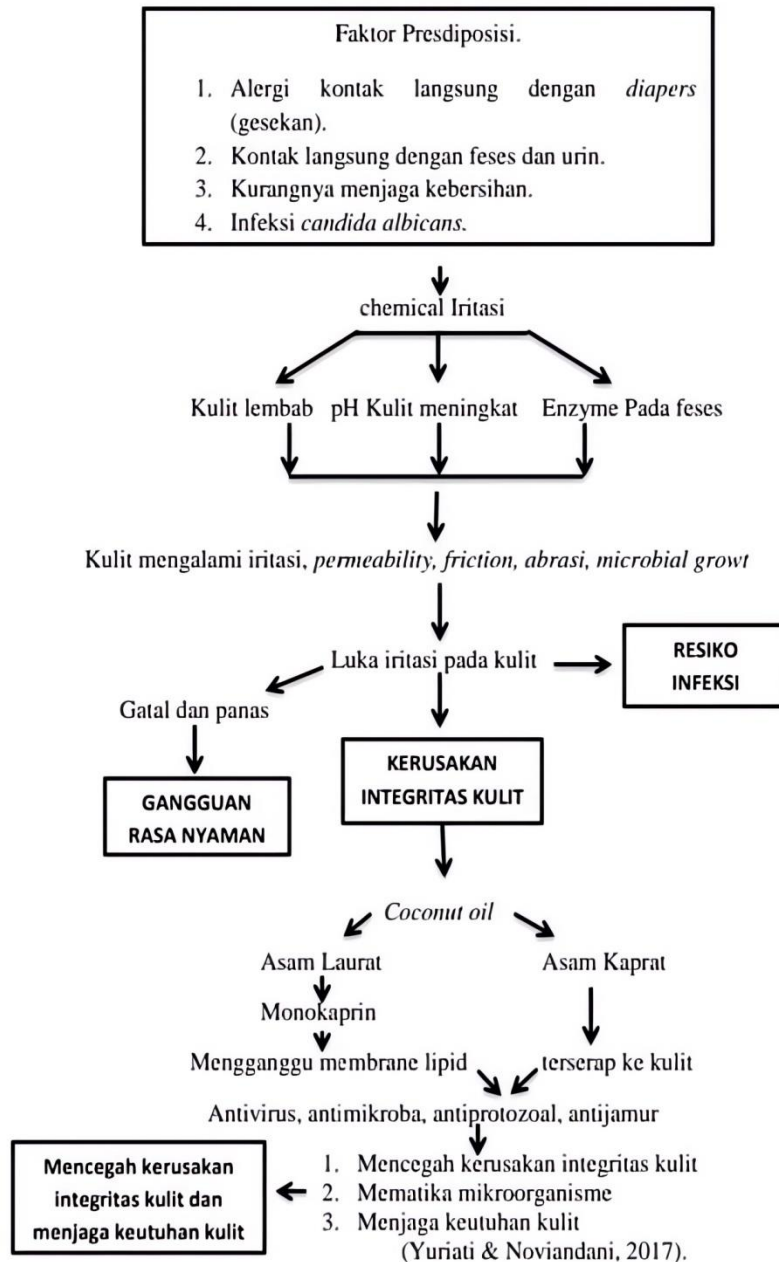 Faktor Presdiposisi.
1. Alergi kontak langsung dengan diapers
(gesekan).
2. Kontak langsung dengan feses dan urin.
3. Kurangnya menjaga kebersihan.
4. Infeksi candida albicans.
chemical Iritasi
Kulit lembab pH Kulit meningkat Enzyme Pada feses
Kulit mengalami iritasi, permeability, friction, abrasi, microbial growt
Luka iritasi pada kulit
RESIKO
INFEKSI
Gatal dan panas
KERUSAKAN
INTEGRITAS KULIT
GANGGUAN
RASA NYAMAN
Coconut oil
Asam Laurat Asam Kaprat
Monokaprin
Mengganggu membrane lipid terserap ke kulit
Antivirus, antimikroba, antiprotozoal, antijamur
Mencegah kerusakan
integritas kulit dan
menjaga keutuhan kulit
1. Mencegah kerusakan integritas kulit
2. Mematika mikroorganisme
3. Menjaga keutuhan kulit
(Yuriati & Noviandani, 2017).